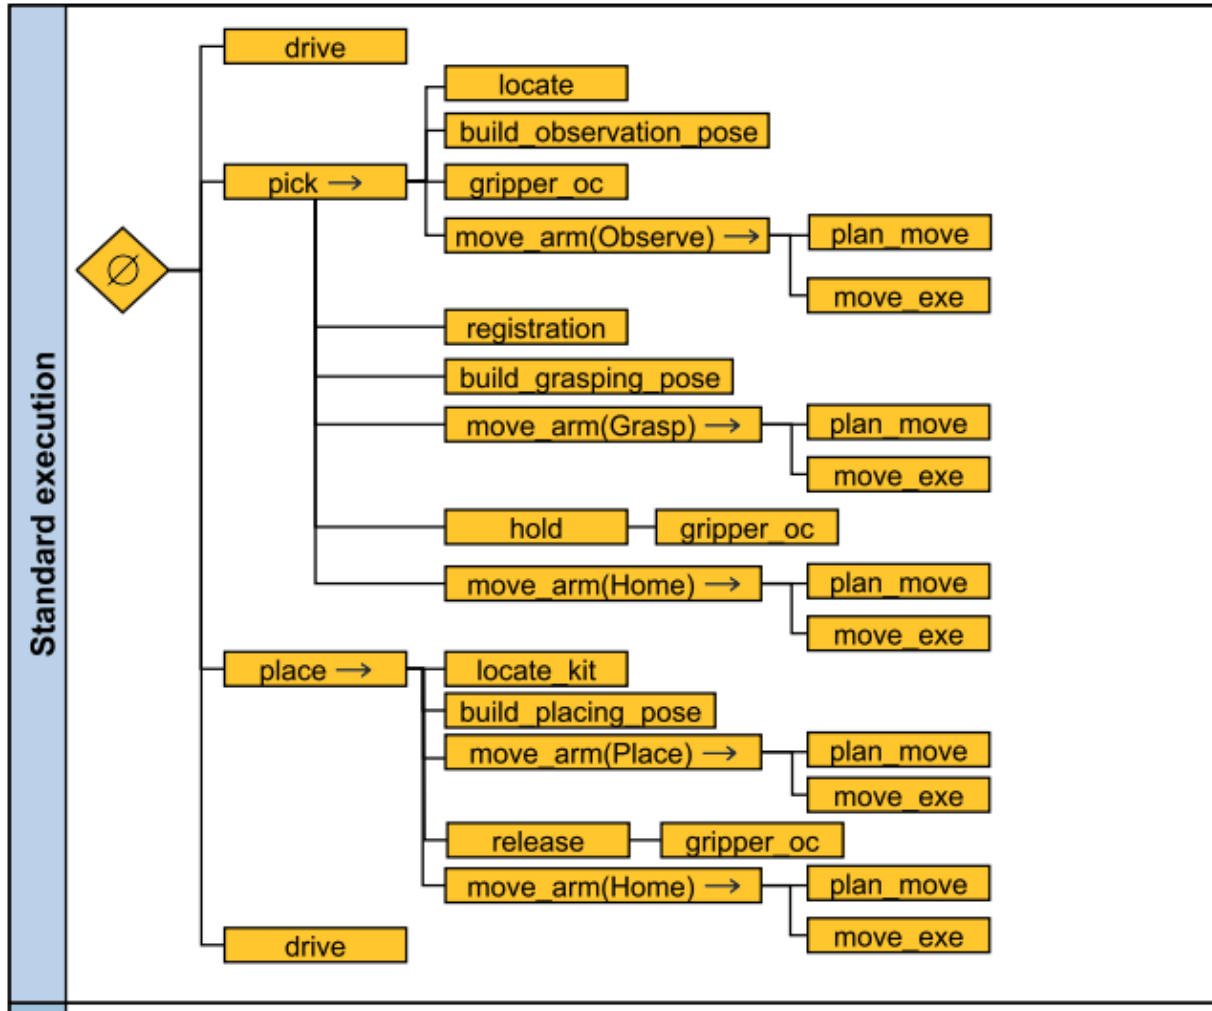 Standard execution
∅
drive
pick →
locate
build_observation_pose
gripper_oc
move_arm(Observe) →
plan_move
move_exe
registration
build_grasping_pose
move_arm(Grasp) →
plan_move
move_exe
hold
gripper_oc
move_arm(Home) →
plan_move
move_exe
place →
locate_kit
build_placing_pose
move_arm(Place) →
plan_move
move_exe
release
gripper_oc
move_arm(Home) →
plan_move
move_exe
drive